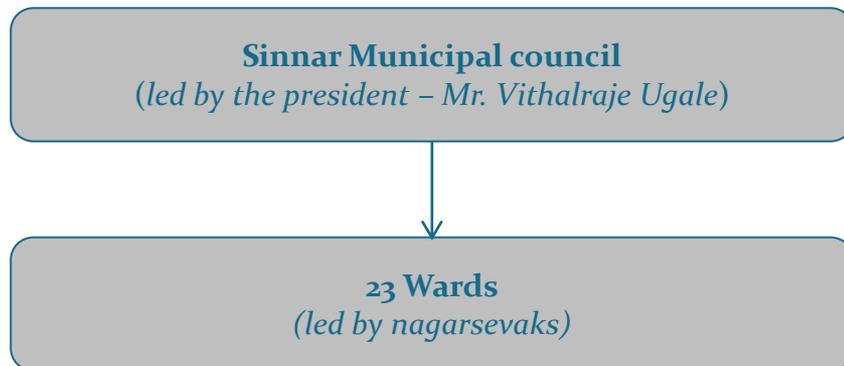 Sinnar Municipal council
(led by the president – Mr. Vithalraje Ugale)
23 Wards
(led by nagarsevaks)